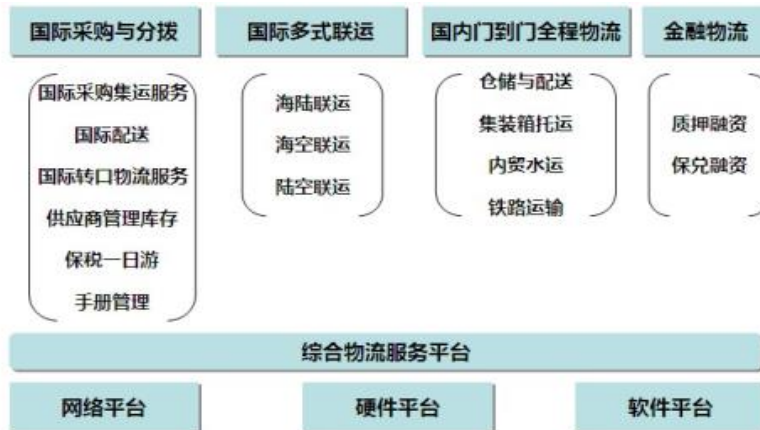 国际采购与分拨
国际多式联运
国内门到门全程物流
金融物流
国际采购集运服务
国际配送
国际转口物流服务
供应商管理库存
保税一日游
手册管理
海陆联运
海空联运
陆空联运
仓储与配送
集装箱托运
内贸水运
铁路运输
质押融资
保兑融资
综合物流服务平台
网络平台
硬件平台
软件平台